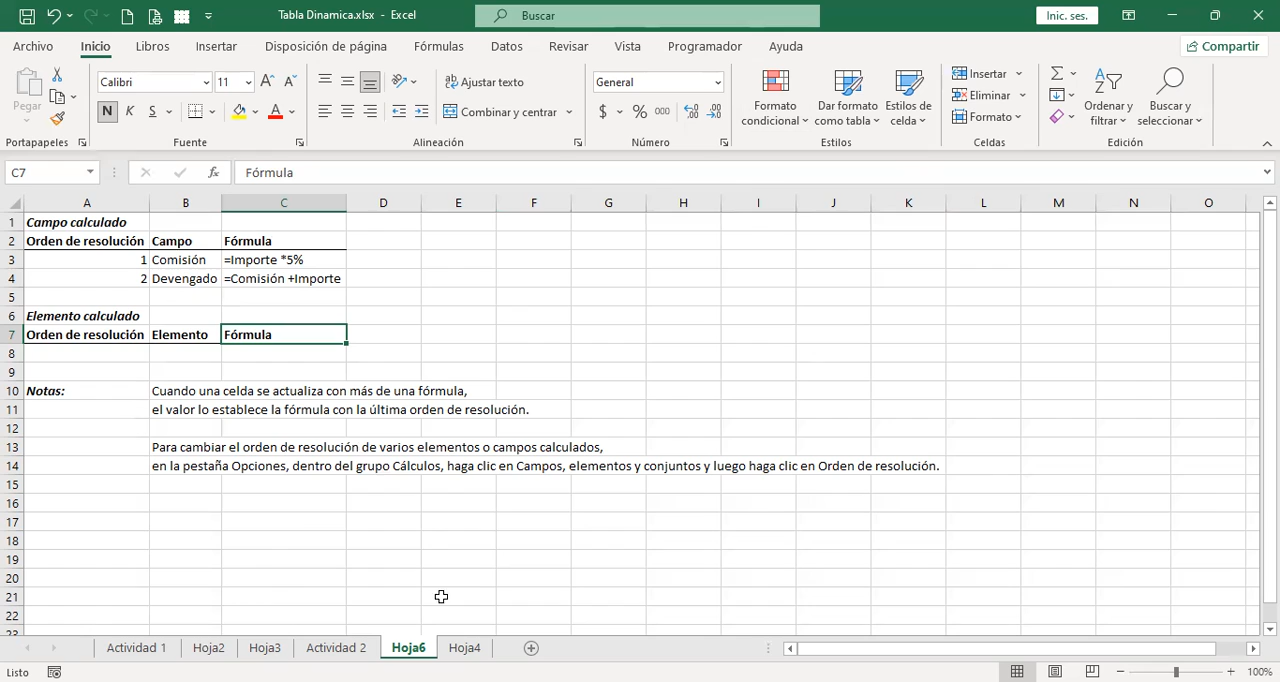 Tabla Dinamica.xlsx - Excel
Buscar
Inic. ses.
Archivo Inicio Libros Insertar Disposición de página Fórmulas Datos Revisar Vista Programador Ayuda
Compartir
Pegar
Portapapeles
Calibri 11
N K S
Fuente
Ajustar texto
Combinar y centrar
Alineación
General
$ % 000
Número
Formato condicional
Dar formato como tabla
Estilos de celda
Estilos
Insertar
Eliminar
Formato
Celdas
Ordenar y filtrar
Buscar y seleccionar
Edición
C7 fx Fórmula
A B C D E F G H I J K L M N O
1 Campo calculado
2 Orden de resolución Campo Fórmula
3 1 Comisión =Importe *5%
4 2 Devengado =Comisión +Importe
5
6 Elemento calculado
7 Orden de resolución Elemento Fórmula
8
9
10 Notas: Cuando una celda se actualiza con más de una fórmula,
11 el valor lo establece la fórmula con la última orden de resolución.
12
13 Para cambiar el orden de resolución de varios elementos o campos calculados,
14 en la pestaña Opciones, dentro del grupo Cálculos, haga clic en Campos, elementos y conjuntos y luego haga clic en Orden de resolución.
15
16
17
18
19
20
21
22
23
Actividad 1 Hoja2 Hoja3 Actividad 2 Hoja6 Hoja4
Listo 100%